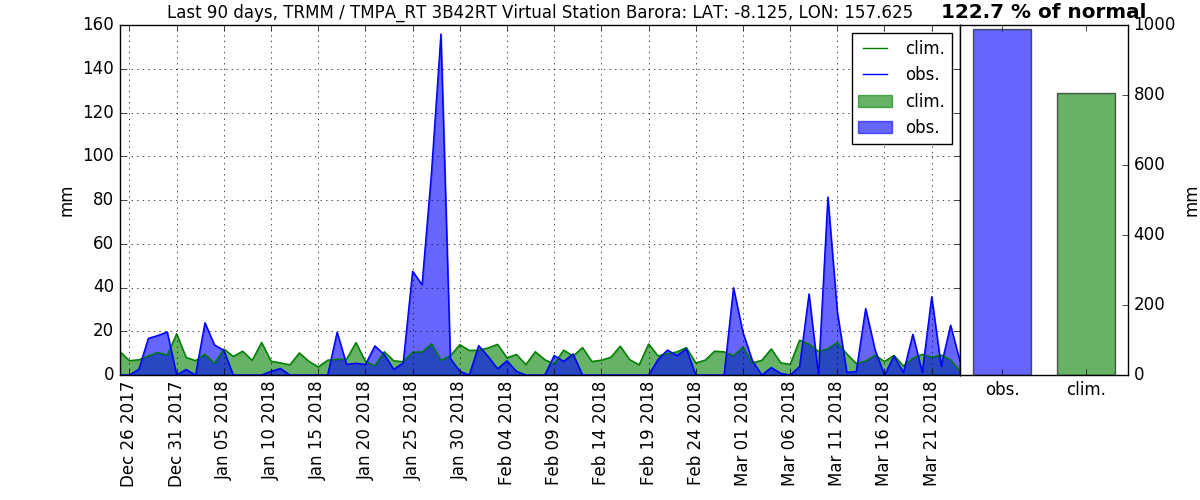 Last 90 days, TRMM / TMPA_RT 3B42RT Virtual Station Barora: LAT: -8.125, LON: 157.625
122.7 % of normal
160
140
120
100
80
60
40
20
0
mm
clim.
obs.
clim.
obs.
1000
800
600
400
200
0
mm
Dec 26 2017
Dec 31 2017
Jan 05 2018
Jan 10 2018
Jan 15 2018
Jan 20 2018
Jan 25 2018
Jan 30 2018
Feb 04 2018
Feb 09 2018
Feb 14 2018
Feb 19 2018
Feb 24 2018
Mar 01 2018
Mar 06 2018
Mar 11 2018
Mar 16 2018
Mar 21 2018
obs.
clim.